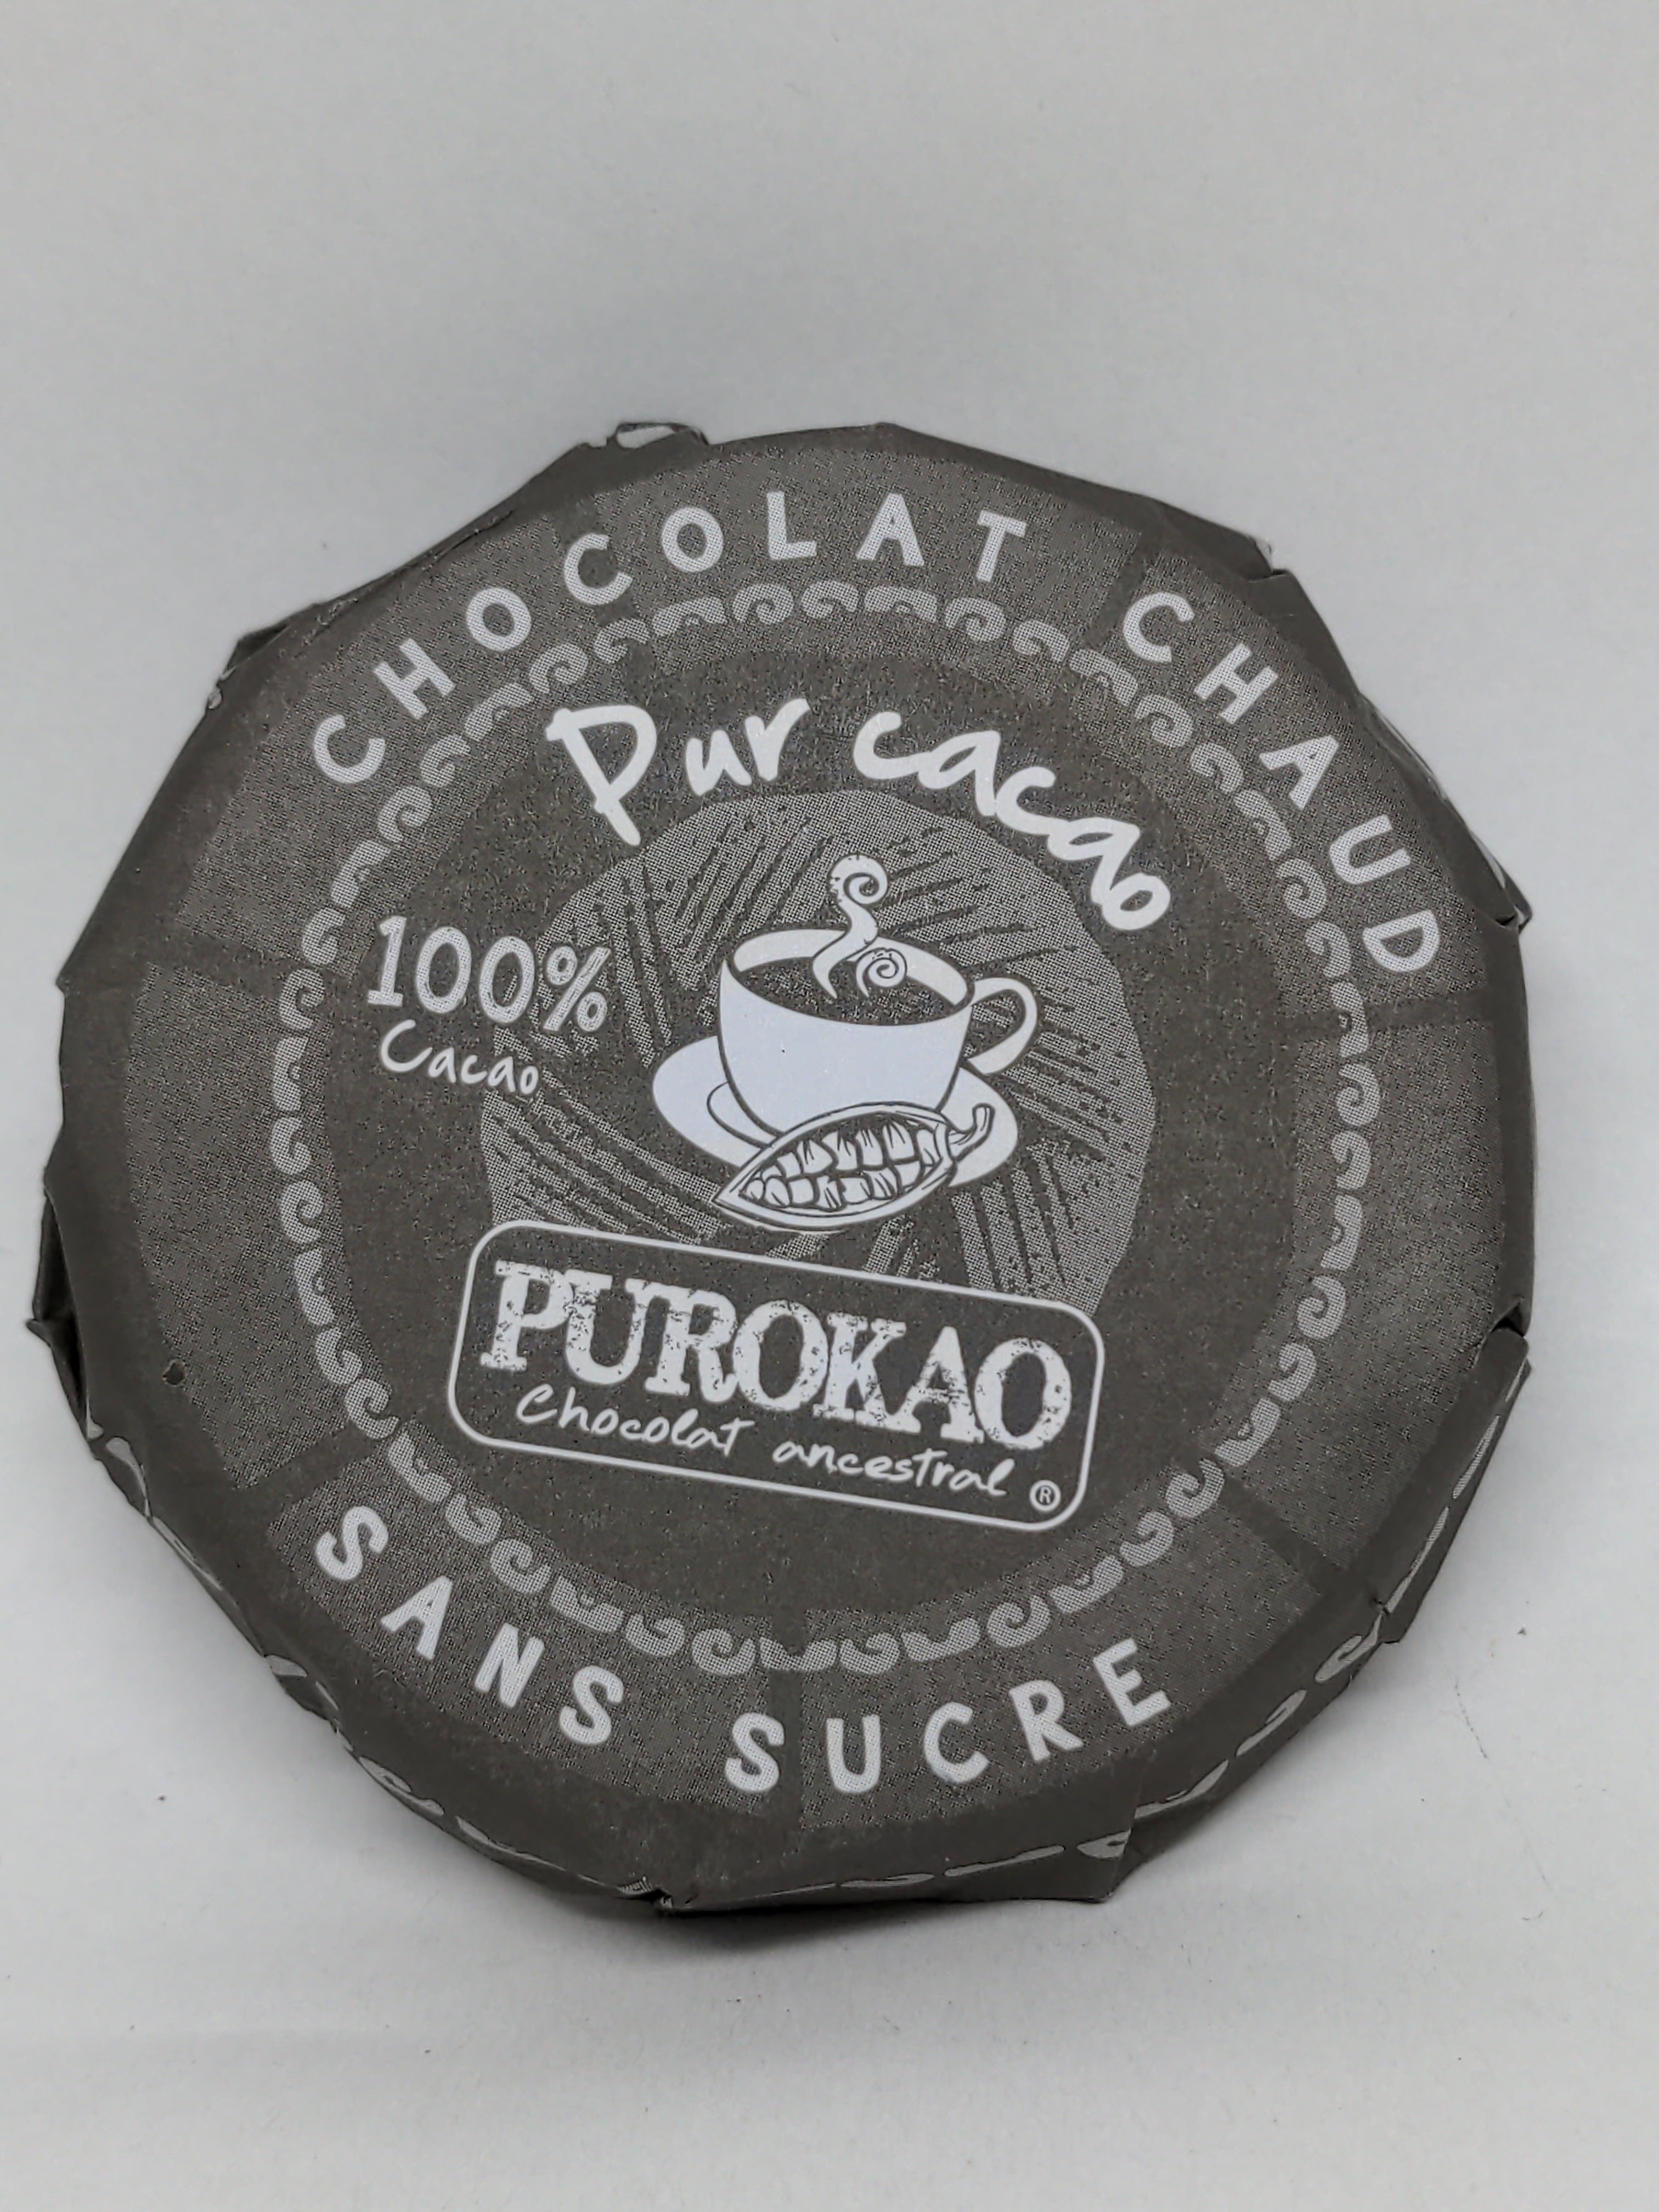 CHOCOLAT CHAUD
Pur cacao
100%
Cacao
PUROKAO
Chocolat ancestral ®
SANS SUCRE